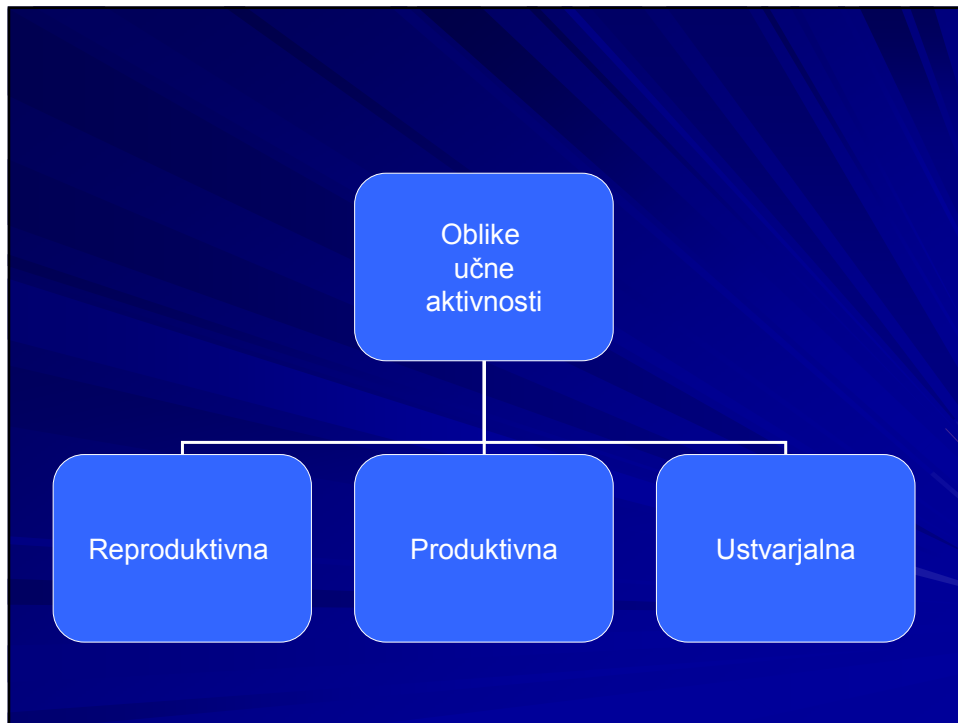 Oblike
učne
aktivnosti
Reproduktivna
Produktivna
Ustvarjalna